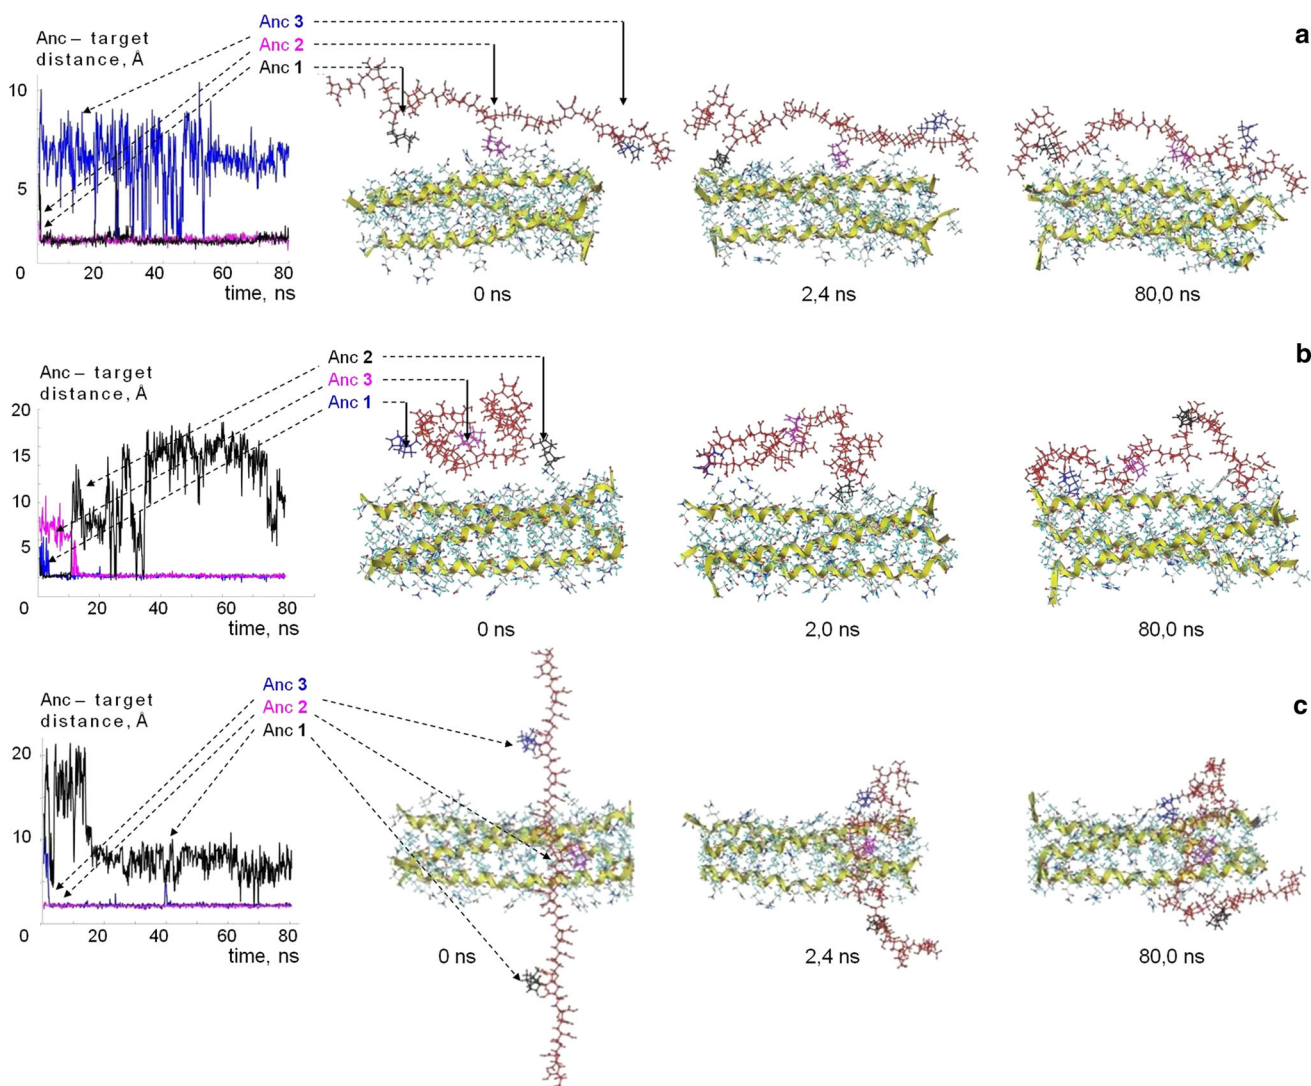 a
Anc – target
distance, Å
Anc 3
Anc 2
Anc 1
10
5
0
20
40
60
80
time, ns
0 ns
2,4 ns
80,0 ns
b
Anc – target
distance, Å
Anc 2
Anc 3
Anc 1
20
15
10
5
0
20
40
60
80
time, ns
0 ns
2,0 ns
80,0 ns
c
Anc – target
distance, Å
Anc 3
Anc 2
Anc 1
20
10
0
20
40
60
80
time, ns
0 ns
2,4 ns
80,0 ns